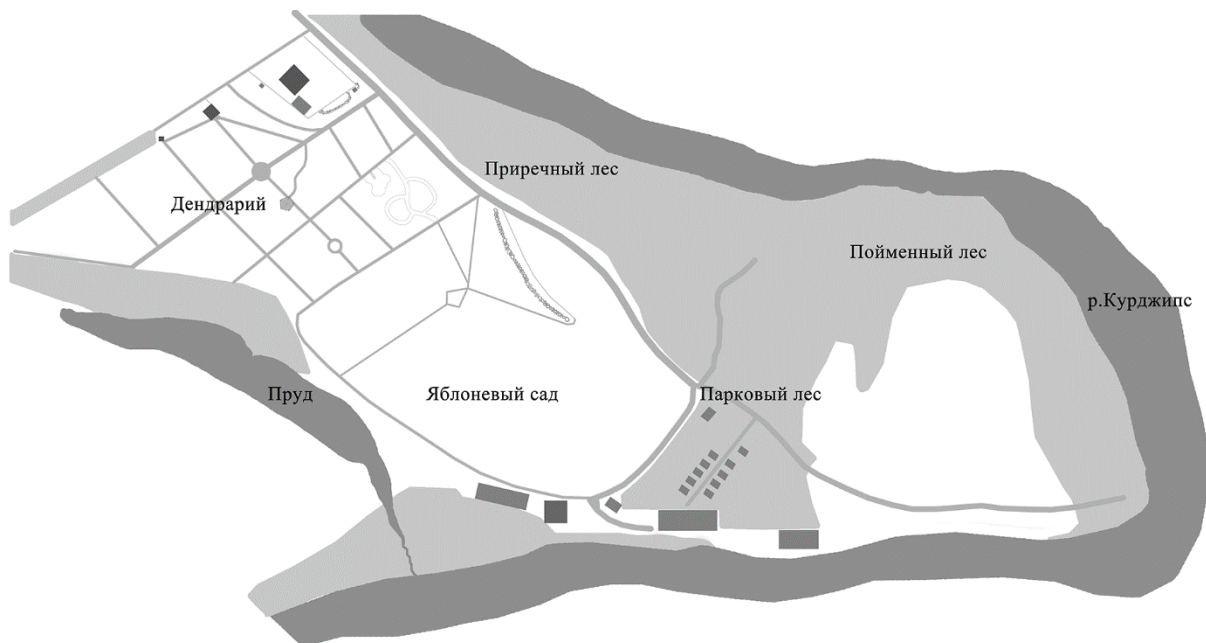 Приречный лес
Дендрарий
Пойменный лес
р.Курджипс
Пруд
Яблоневый сад
Парковый лес